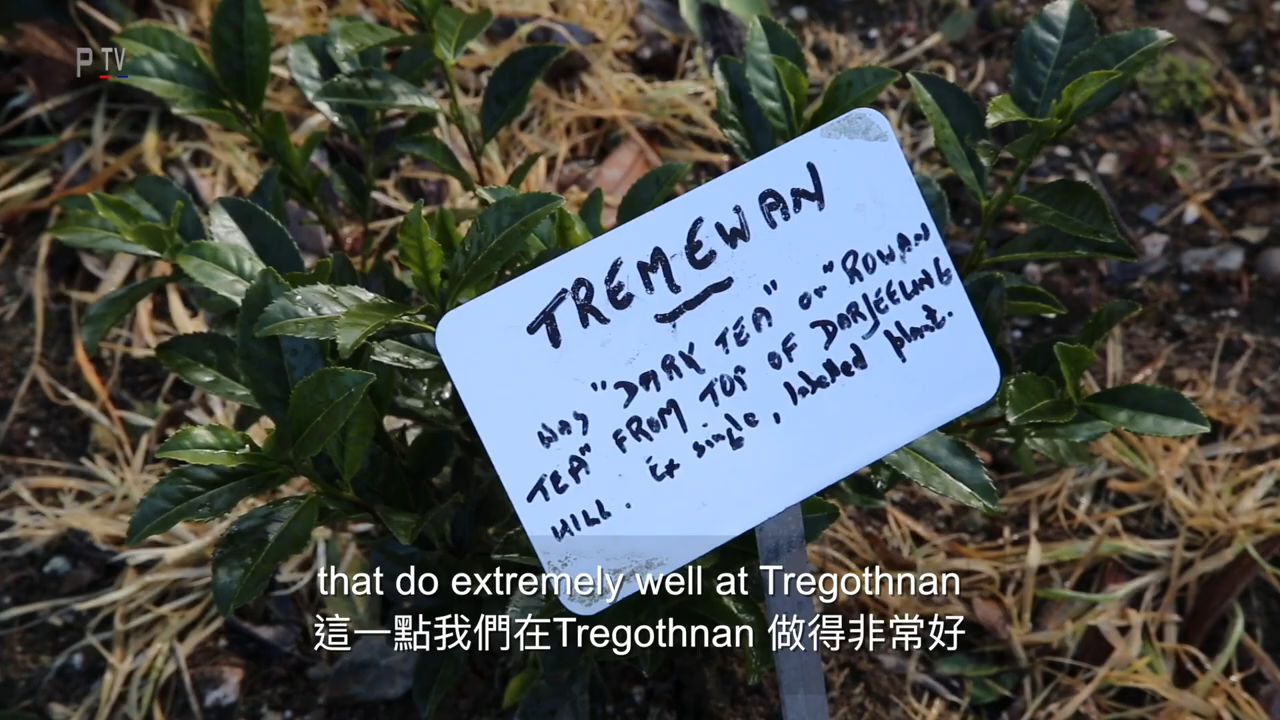 P TV
TREMEWAN
WAS "DARK TEA" or "ROWAN
TEA" FROM TOP OF DARJEELING
HILL. Ex single, labelled plant.
that do extremely well at Tregothnan
這一點我們在Tregothnan 做得非常好